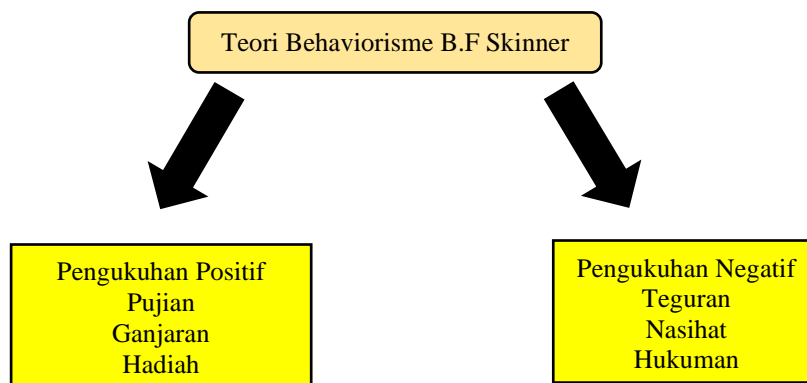 Teori Behaviorisme B.F Skinner
Pengukuhan Positif
Pujian
Ganjaran
Hadiah
Pengukuhan Negatif
Teguran
Nasihat
Hukuman